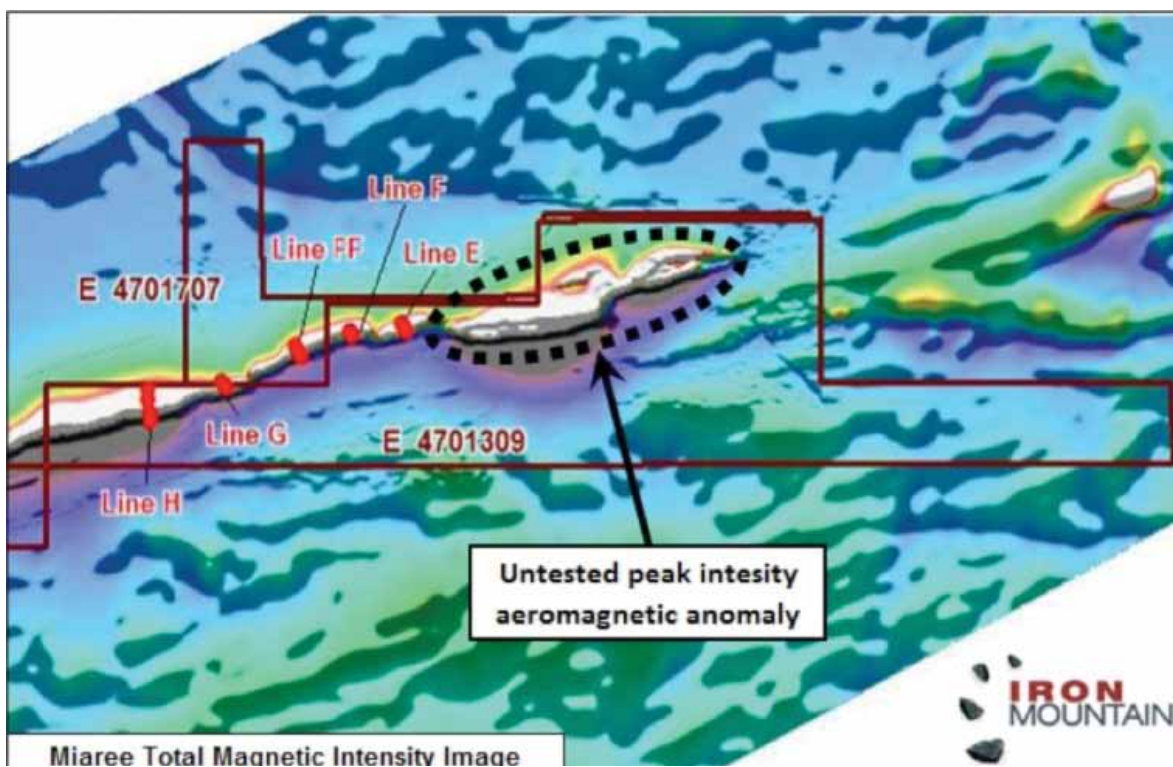 Line F
Line FF
Line E
E 4701707
Line G
E 4701309
Line H
Untested peak intesity
aeromagnetic anomaly
IRON
MOUNTAIN
Miaree Total Magnetic Intensity Image